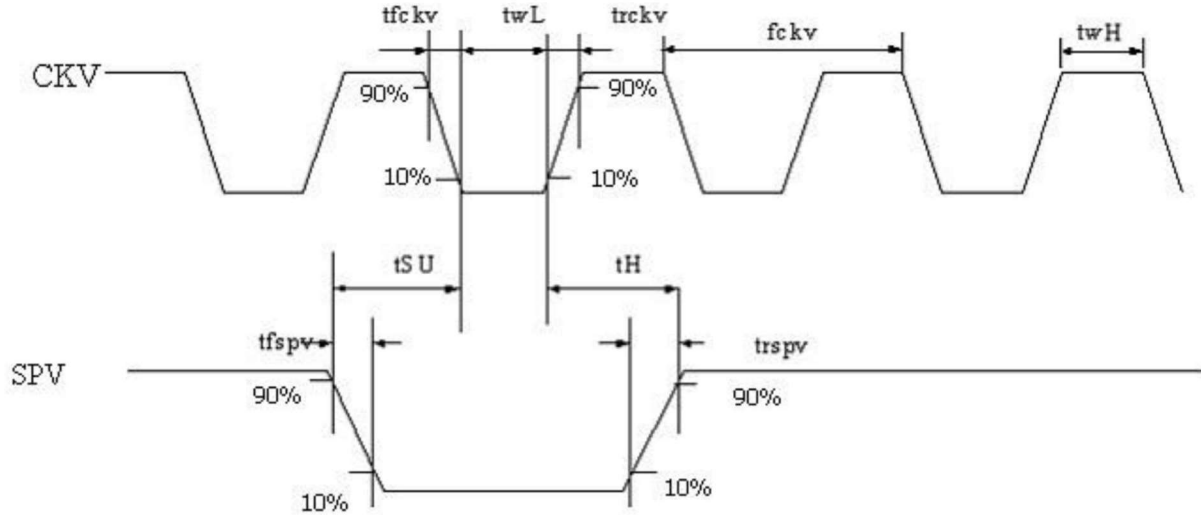 tfckv twL trckv fckv twH
CKV
90% 90%
10% 10%
tSU tH
tfspv trspv
SPV
90% 90%
10% 10%